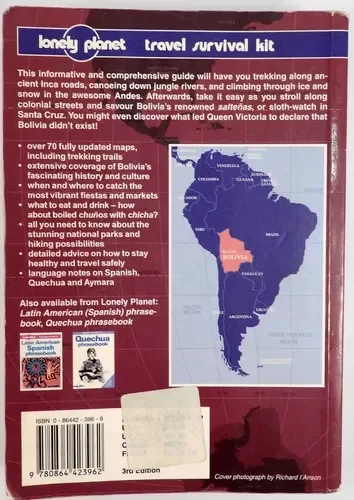 lonely planet travel survival kit
This informative and comprehensive guide will have you trekking along an-
cient Inca roads, canoeing down jungle rivers, and climbing through ice and
snow in the awesome Andes. Afterwards, take it easy as you stroll along
colonial streets and savour Bolivia's renowned salteñas, or sloth-watch in
Santa Cruz. You might even discover what led Queen Victoria to declare that
Bolivia didn't exist!
• over 70 fully updated maps,
including trekking trails
• extensive coverage of Bolivia's
fascinating history and culture
• when and where to catch the
most vibrant fiestas and markets
• what to eat and drink – how
about boiled chuños with chicha?
• all you need to know about the
stunning national parks and
hiking possibilities
• detailed advice on how to stay
healthy and travel safely
• language notes on Spanish,
Quechua and Aymara
Also available from Lonely Planet:
Latin American (Spanish) phrase-
book, Quechua phrasebook
VENEZUELA
GUYANA
COLOMBIA
PERU
BRAZIL
BOLIVIA
PARAGUAY
CHILE
URUGUAY
ARGENTINA
Latin American
Spanish
phrasebook
Quechua
phrasebook
ISBN 0-86442-396-9
9 780864 423962
3rd Edition
Cover photograph by Richard I'Anson